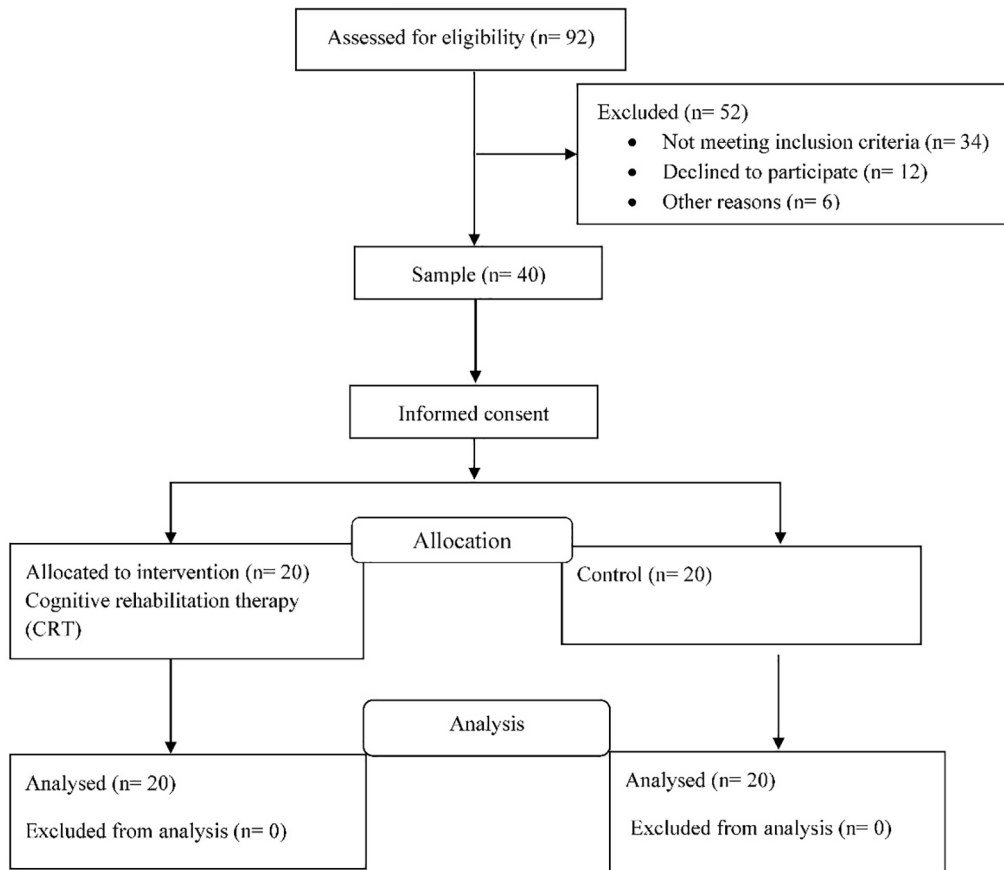 Assessed for eligibility (n= 92)
Excluded (n= 52)
• Not meeting inclusion criteria (n= 34)
• Declined to participate (n= 12)
• Other reasons (n= 6)
Sample (n= 40)
Informed consent
Allocation
Allocated to intervention (n= 20)
Cognitive rehabilitation therapy
(CRT)
Control (n= 20)
Analysis
Analysed (n= 20)
Excluded from analysis (n= 0)
Analysed (n= 20)
Excluded from analysis (n= 0)